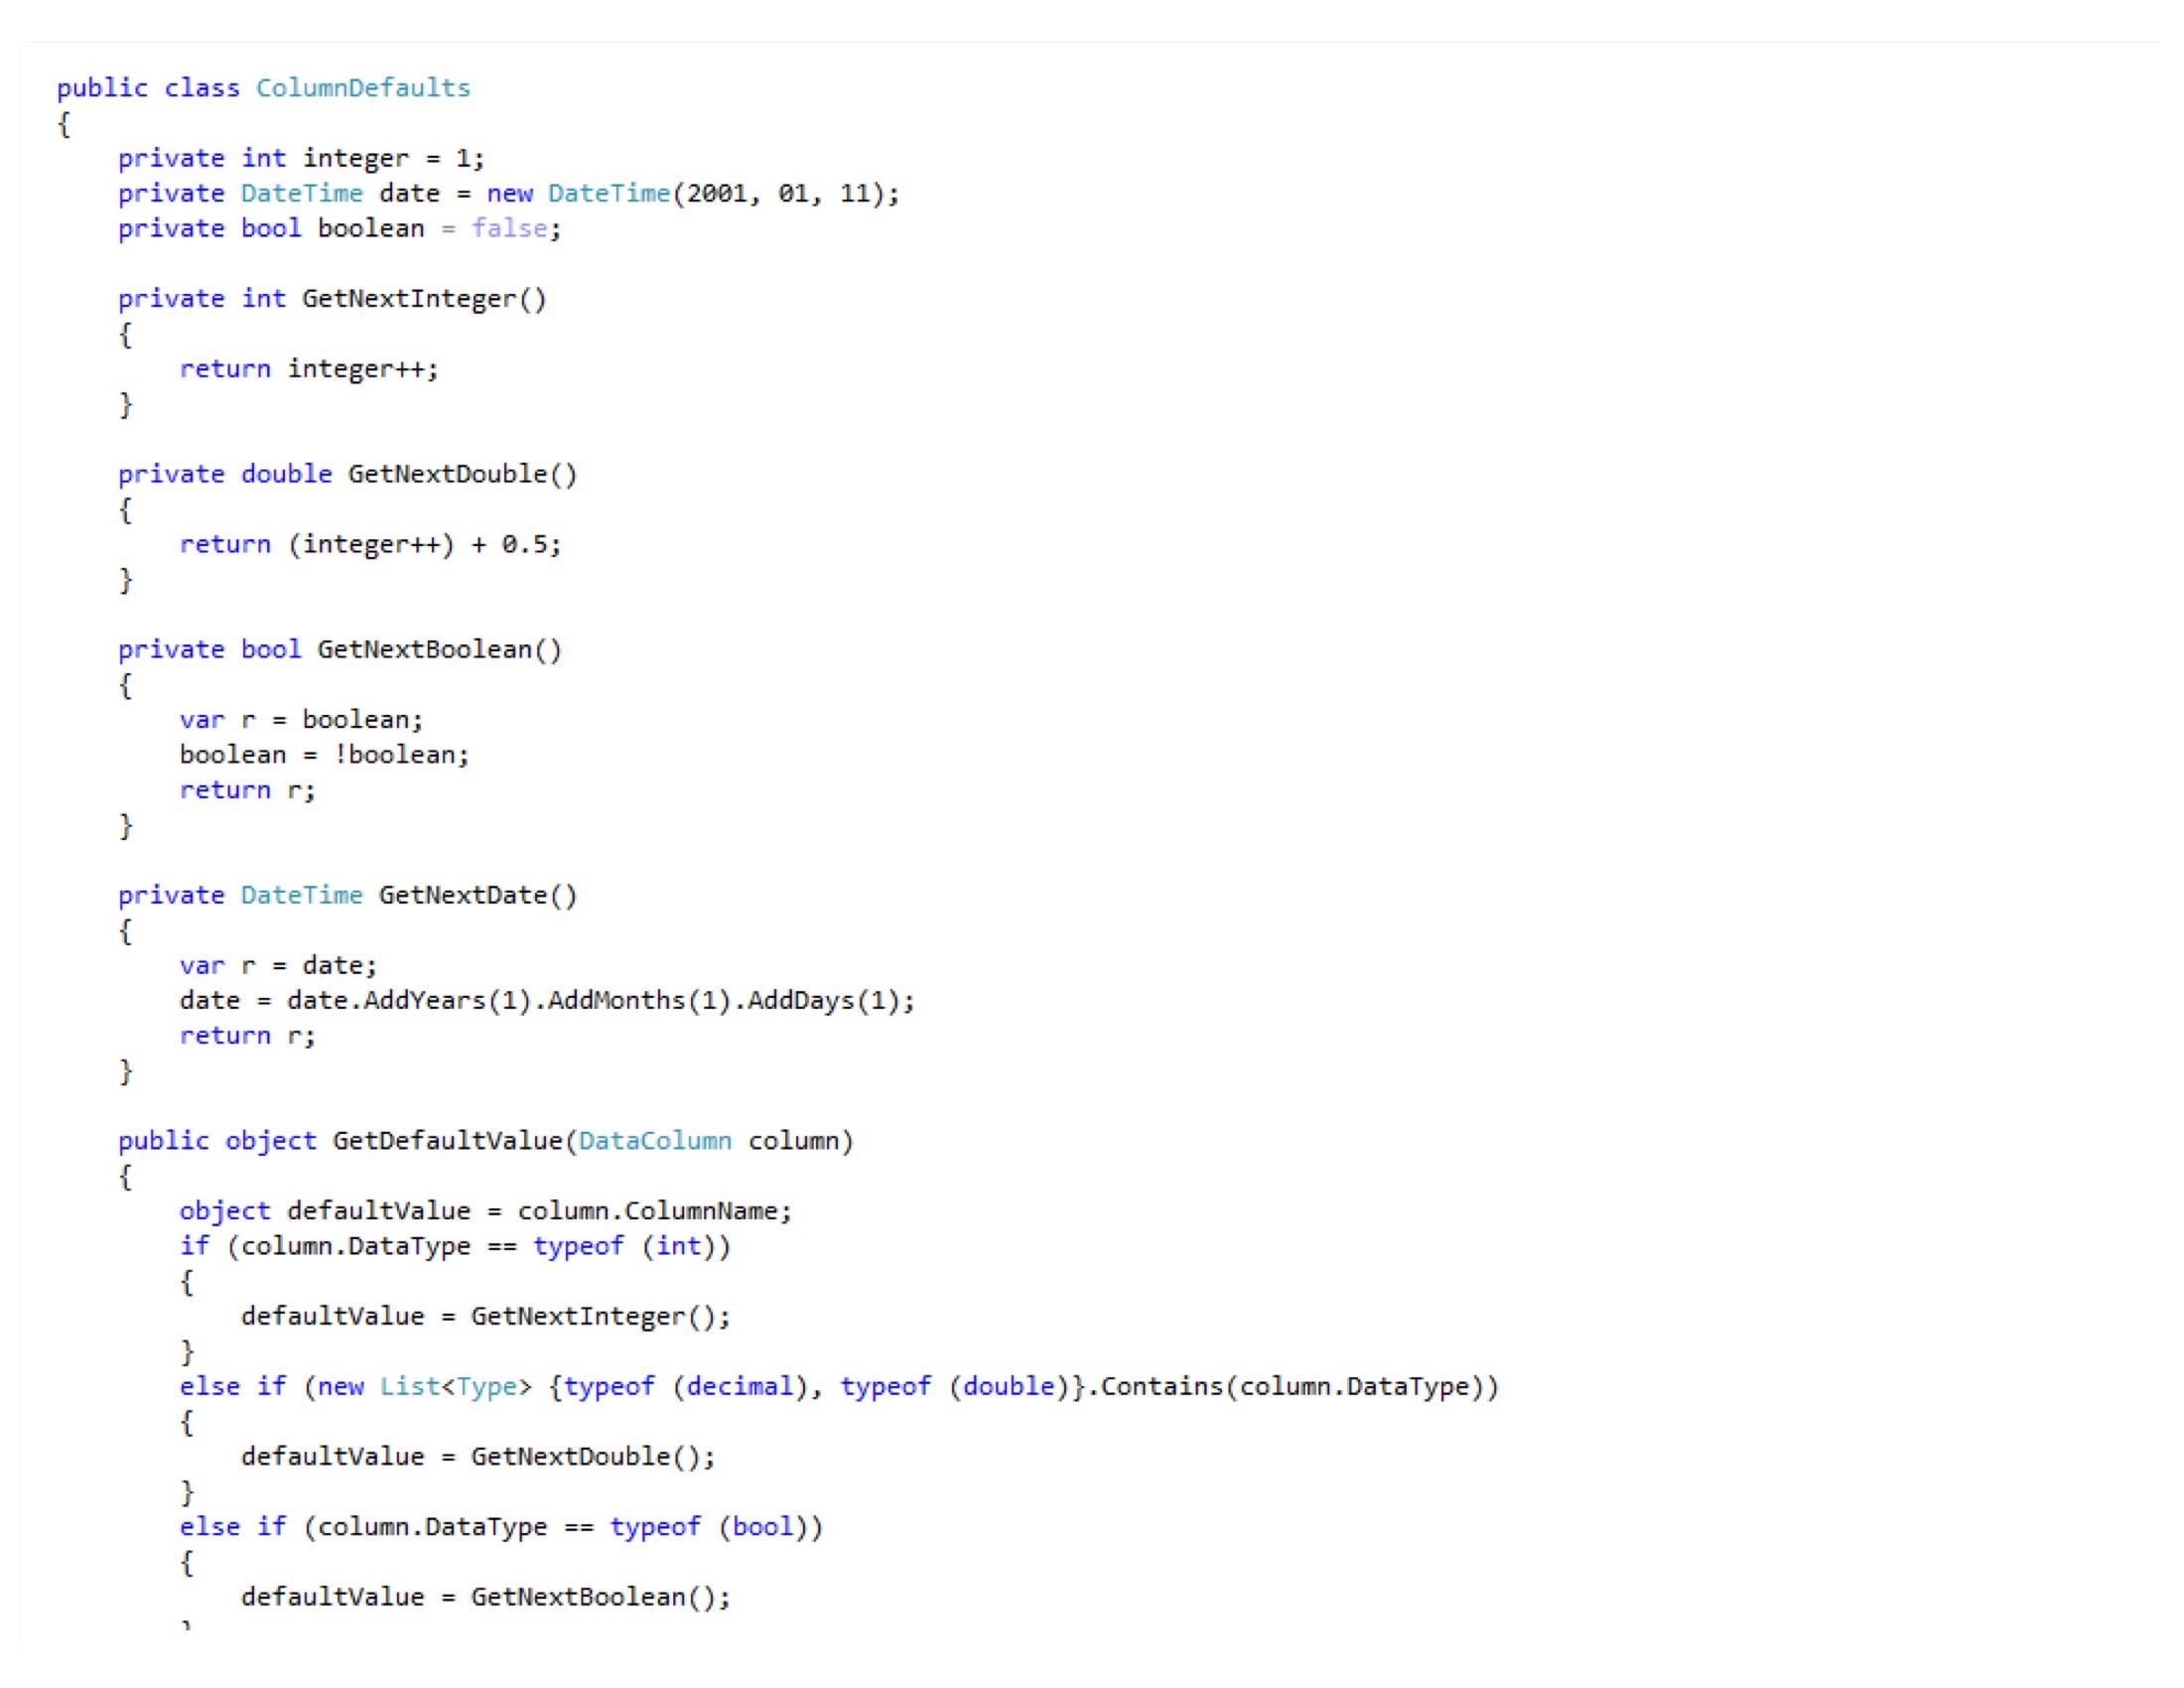 public class ColumnDefaults
{
    private int integer = 1;
    private DateTime date = new DateTime(2001, 01, 11);
    private bool boolean = false;

    private int GetNextInteger()
    {
        return integer++;
    }

    private double GetNextDouble()
    {
        return (integer++) + 0.5;
    }

    private bool GetNextBoolean()
    {
        var r = boolean;
        boolean = !boolean;
        return r;
    }

    private DateTime GetNextDate()
    {
        var r = date;
        date = date.AddYears(1).AddMonths(1).AddDays(1);
        return r;
    }

    public object GetDefaultValue(DataColumn column)
    {
        object defaultValue = column.ColumnName;
        if (column.DataType == typeof (int))
        {
            defaultValue = GetNextInteger();
        }
        else if (new List<Type> {typeof (decimal), typeof (double)}.Contains(column.DataType))
        {
            defaultValue = GetNextDouble();
        }
        else if (column.DataType == typeof (bool))
        {
            defaultValue = GetNextBoolean();